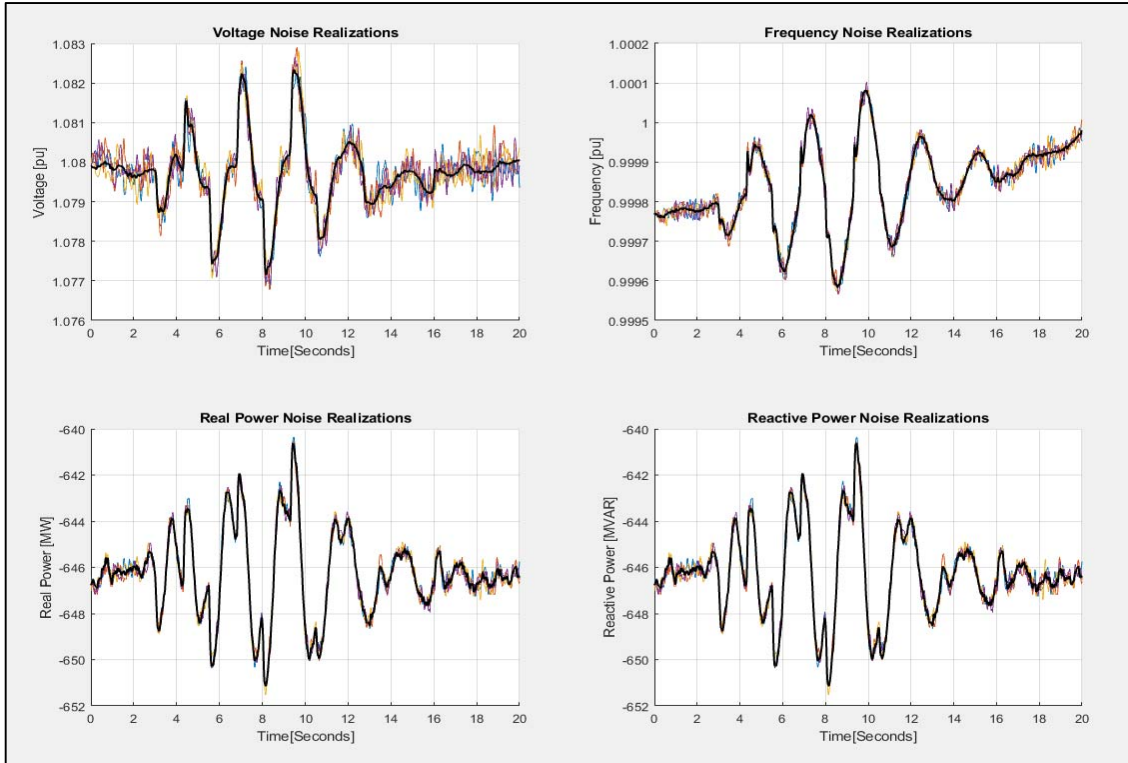 Voltage Noise Realizations
1.083
1.082
1.081
1.08
1.079
1.078
1.077
1.076
Voltage [pu]
0 2 4 6 8 10 12 14 16 18 20
Time[Seconds]
Frequency Noise Realizations
1.0002
1.0001
1
0.9999
0.9998
0.9997
0.9996
0.9995
Frequency [pu]
0 2 4 6 8 10 12 14 16 18 20
Time[Seconds]
Real Power Noise Realizations
-640
-642
-644
-646
-648
-650
-652
Real Power [MW]
0 2 4 6 8 10 12 14 16 18 20
Time[Seconds]
Reactive Power Noise Realizations
-640
-642
-644
-646
-648
-650
-652
Reactive Power [MVAR]
0 2 4 6 8 10 12 14 16 18 20
Time[Seconds]